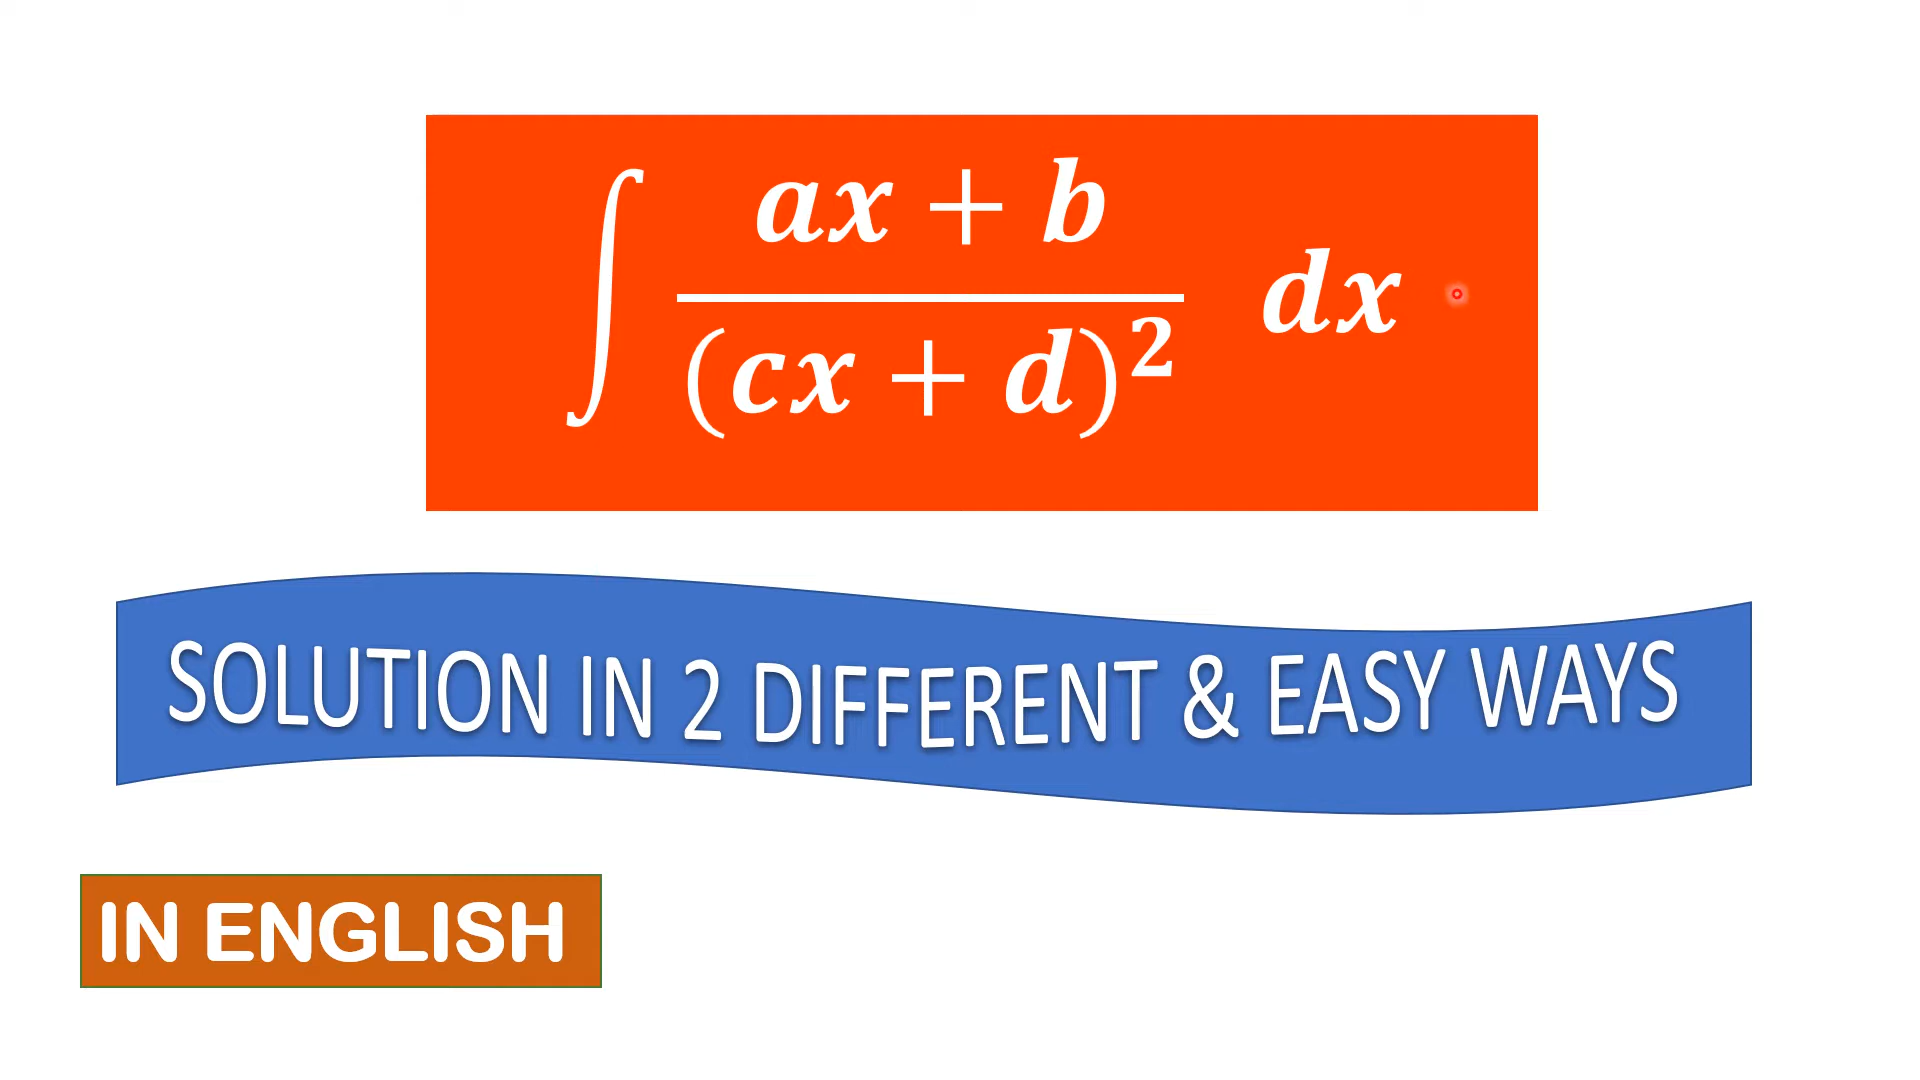 ∫ ax + b / (cx + d)² dx
SOLUTION IN 2 DIFFERENT & EASY WAYS
IN ENGLISH